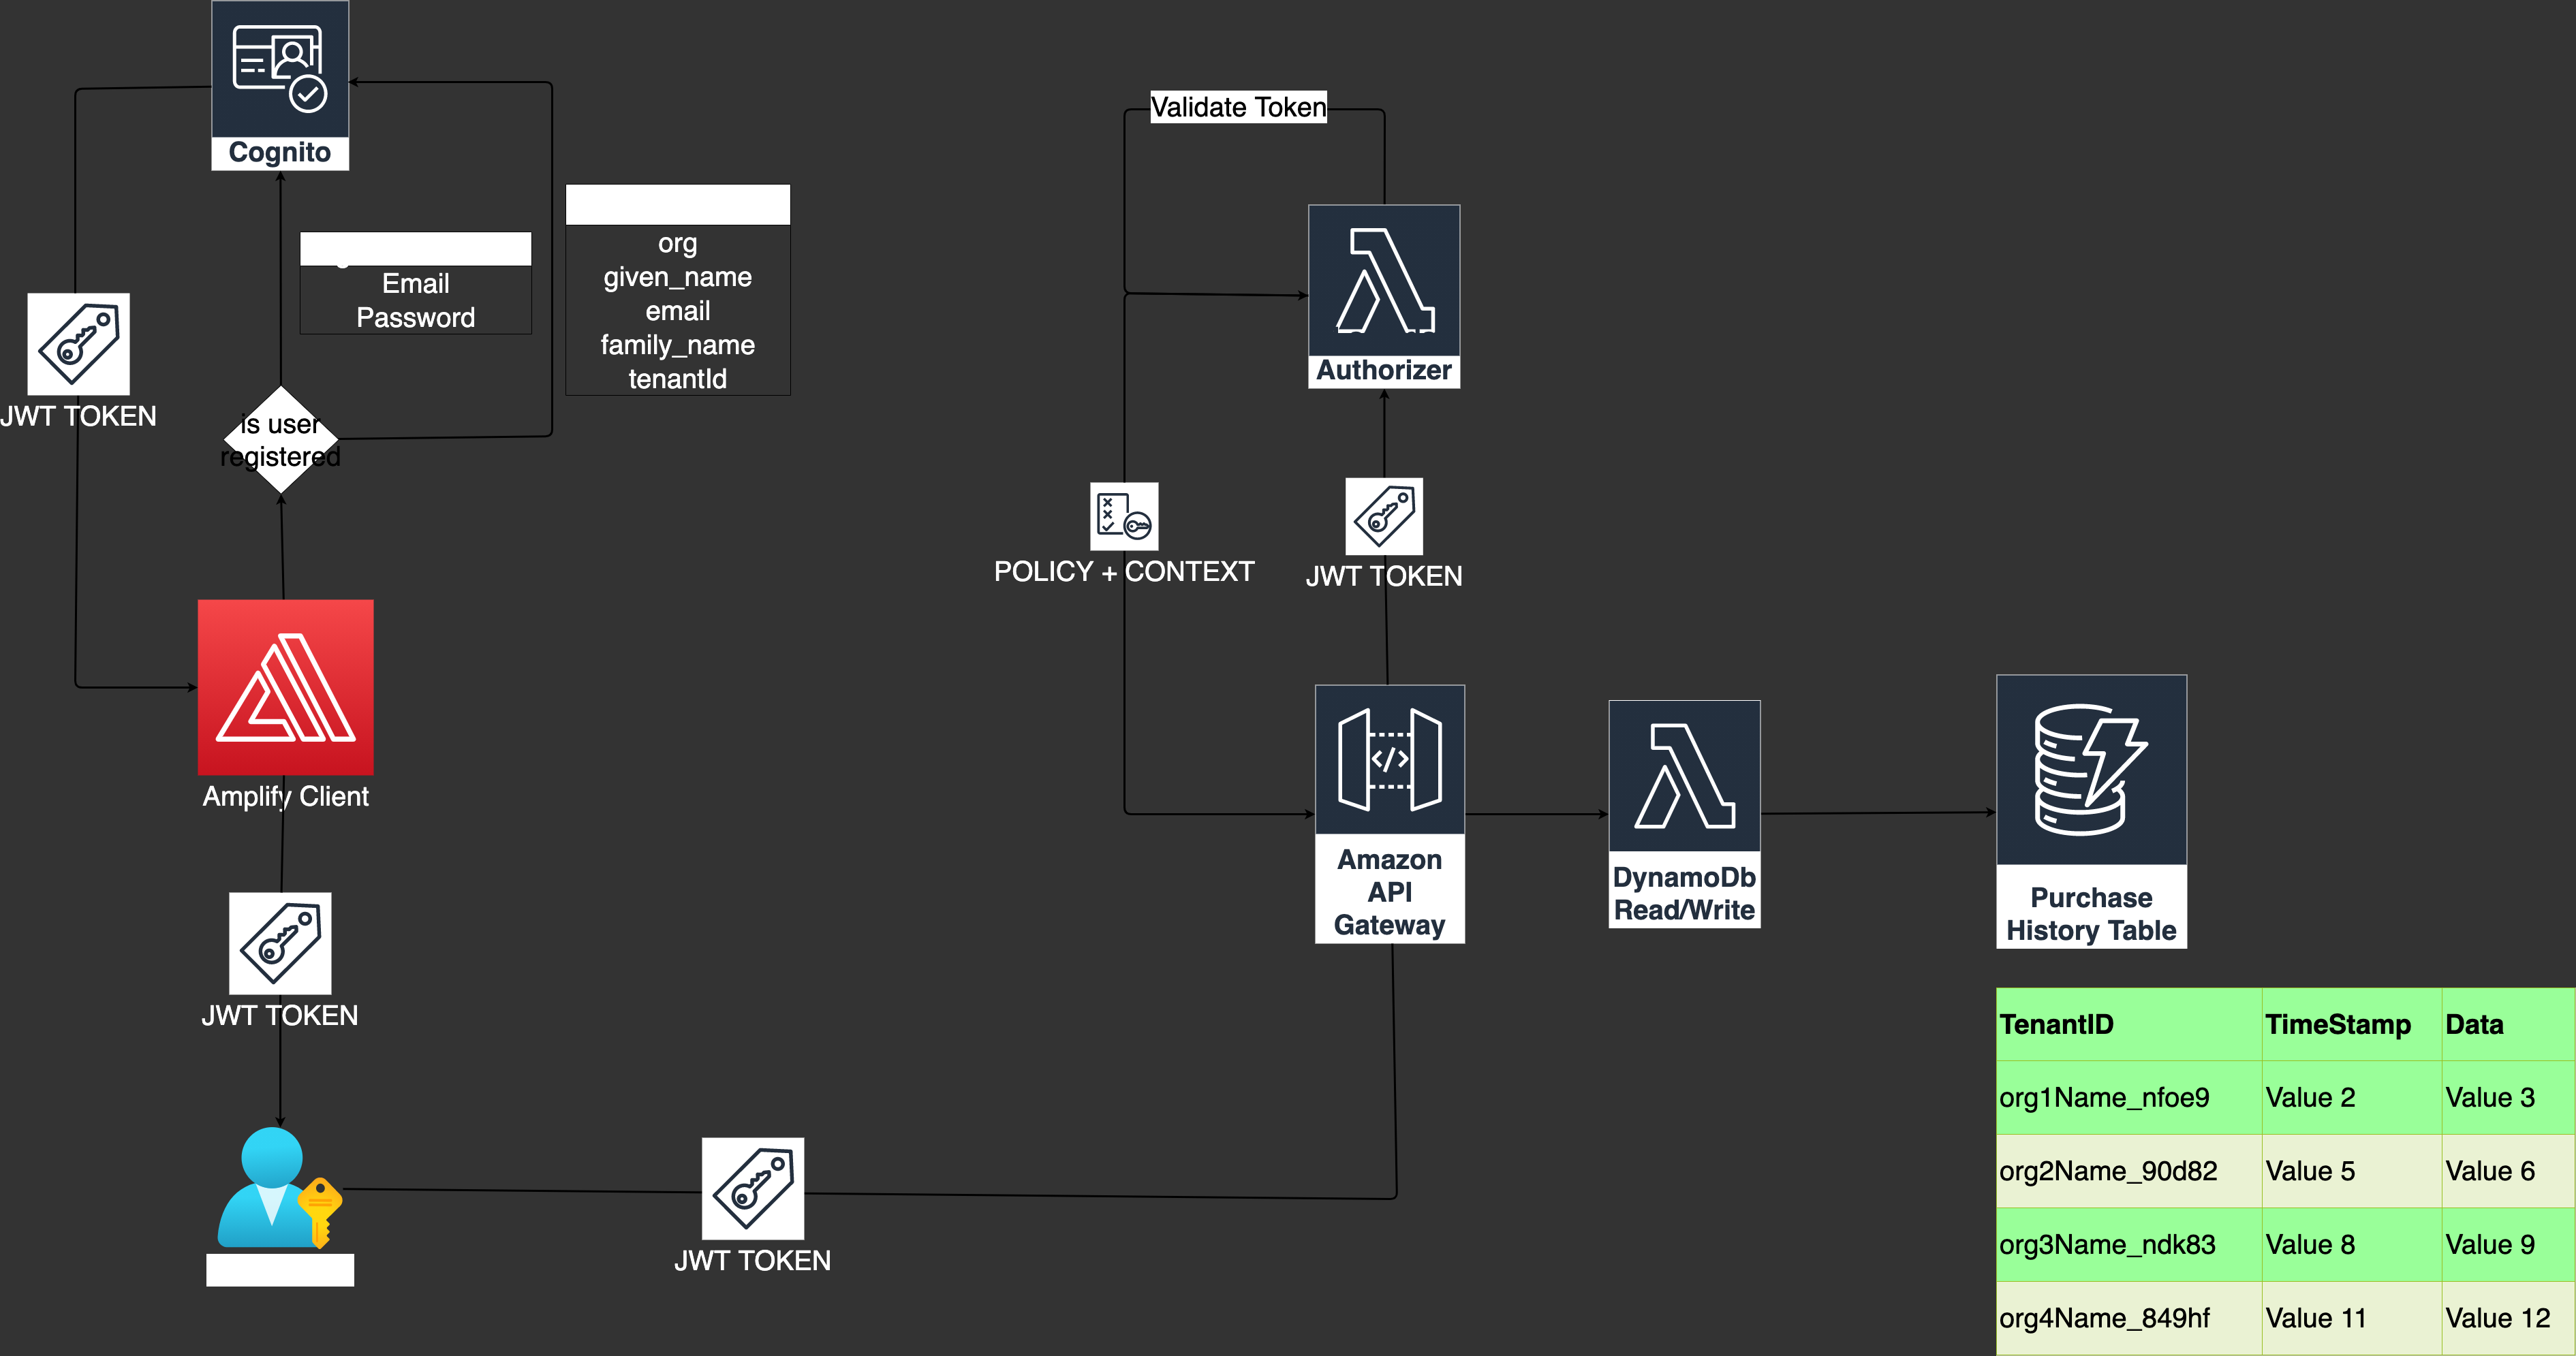 Cognito
Validate Token
org
given_name
email
family_name
tenantId
Email
Password
JWT TOKEN
is user
registered
Authorizer
POLICY + CONTEXT
JWT TOKEN
Amplify Client
Amazon
API
Gateway
DynamoDb
Read/Write
Purchase
History Table
JWT TOKEN
JWT TOKEN
TenantID TimeStamp Data
org1Name_nfoe9 Value 2 Value 3
org2Name_90d82 Value 5 Value 6
org3Name_ndk83 Value 8 Value 9
org4Name_849hf Value 11 Value 12